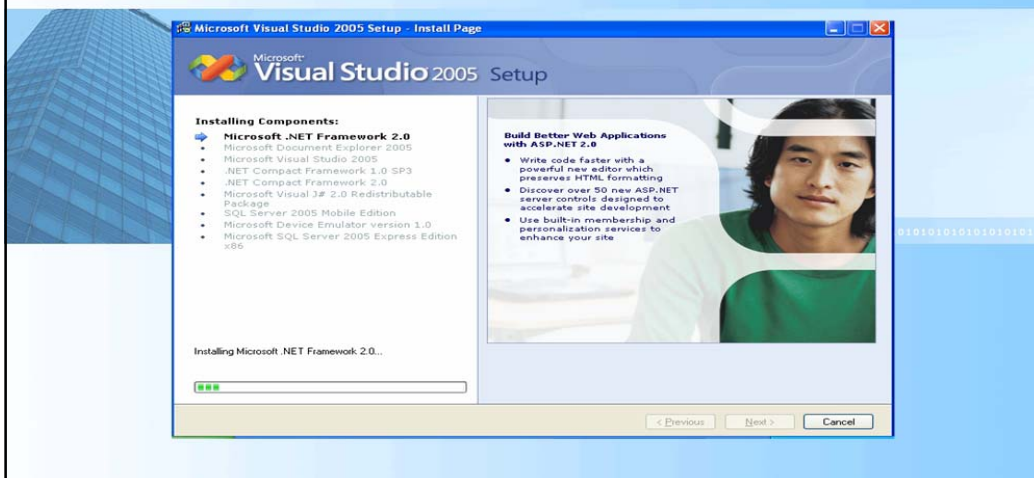 Microsoft Visual Studio 2005 Setup - Install Page
Microsoft
Visual Studio 2005 Setup
Installing Components:
Microsoft .NET Framework 2.0
Microsoft Document Explorer 2005
Microsoft Visual Studio 2005
.NET Compact Framework 1.0 SP3
.NET Compact Framework 2.0
Microsoft Visual J# 2.0 Redistributable
Package
SQL Server 2005 Mobile Edition
Microsoft Device Emulator version 1.0
Microsoft SQL Server 2005 Express Edition
x86
Installing Microsoft .NET Framework 2.0...
Build Better Web Applications
with ASP.NET 2.0
• Write code faster with a
powerful new editor which
preserves HTML formatting
• Discover over 50 new ASP.NET
server controls designed to
accelerate site development
• Use built-in membership and
personalization services to
enhance your site
0101010101010101
< Previous
Next >
Cancel